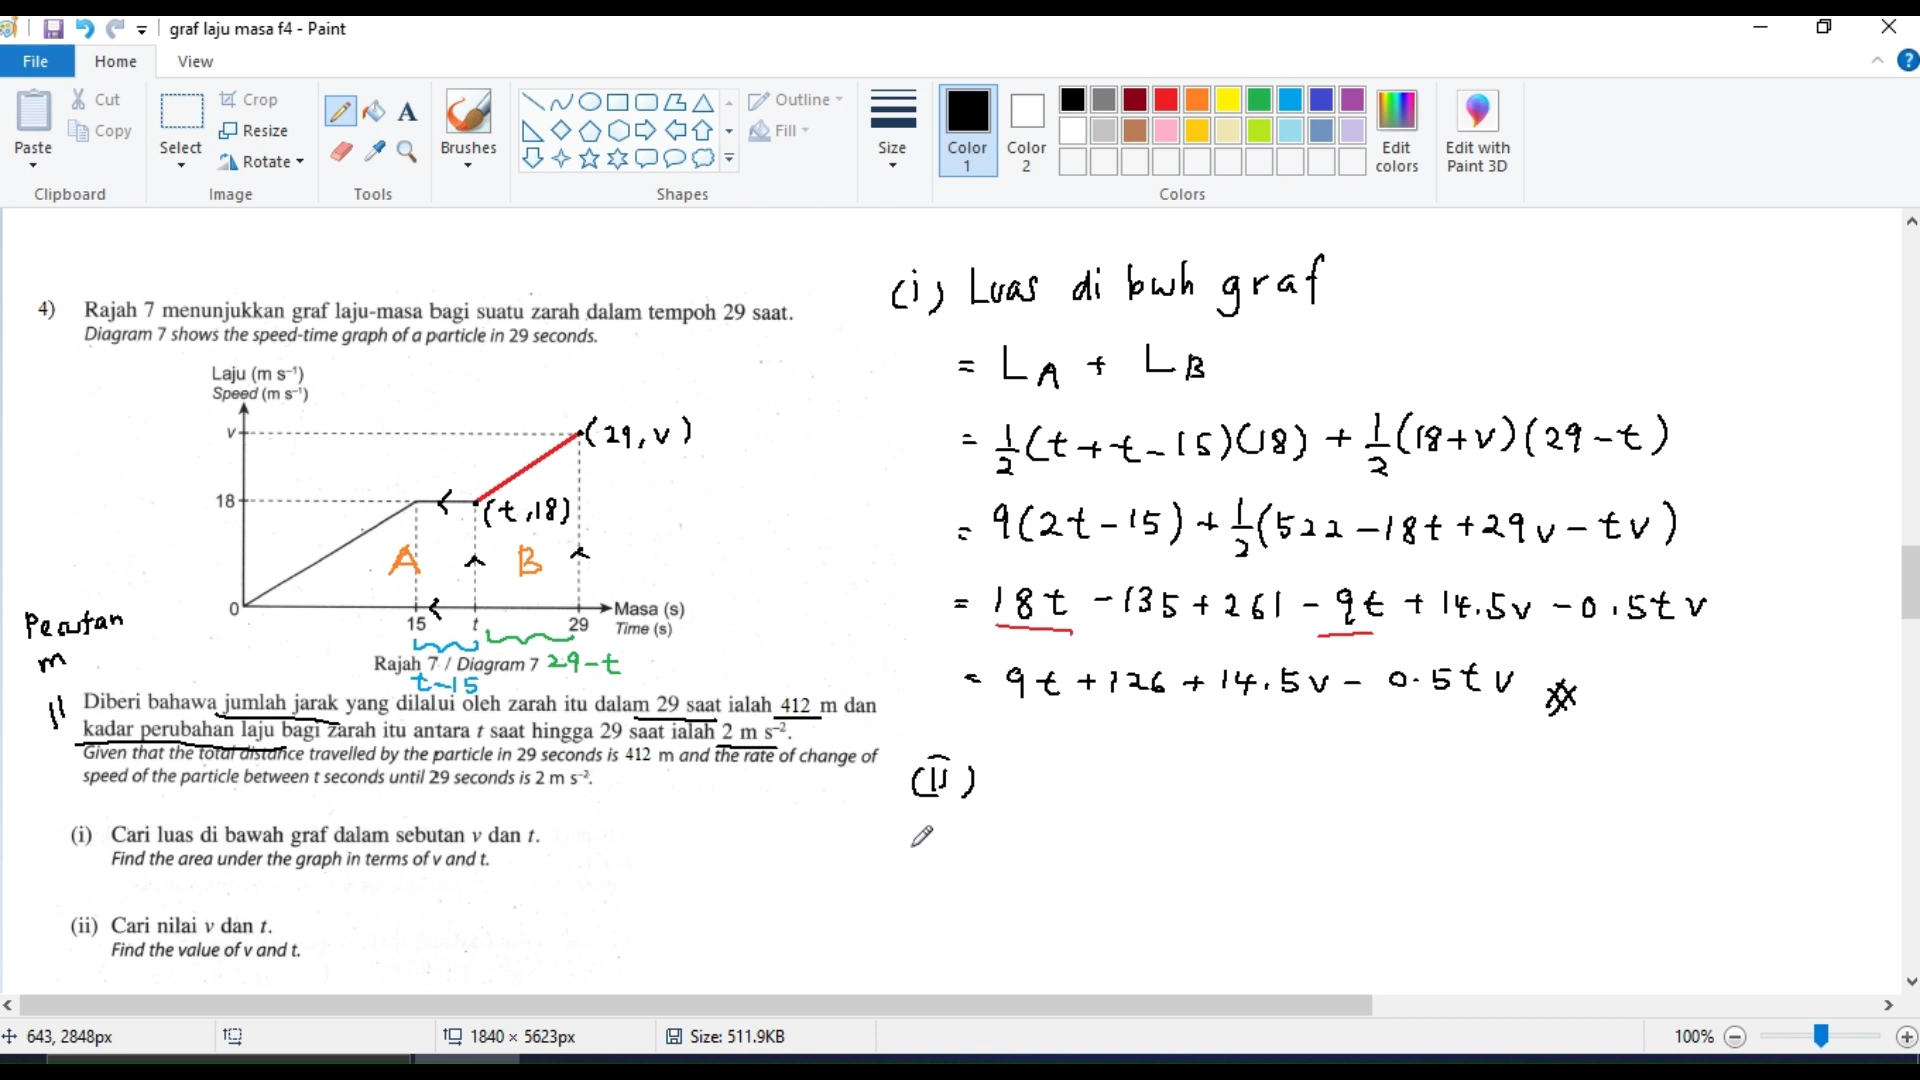 graf laju masa f4 - Paint
File
Home
View
Paste
Cut
Copy
Clipboard
Select
Crop
Resize
Rotate
Image
A
Tools
Brushes
Shapes
Outline
Fill
Size
Color 1
Color 2
Colors
Edit colors
Edit with Paint 3D
4) Rajah 7 menunjukkan graf laju-masa bagi suatu zarah dalam tempoh 29 saat.
Diagram 7 shows the speed-time graph of a particle in 29 seconds.
Laju (m s⁻¹)
Speed (m s⁻¹)
v
(29, v)
18
(t, 18)
A
B
0
15
t
29
Masa (s)
Time (s)
Rajah 7 / Diagram 7
29-t
t-15
m
Diberi bahawa jumlah jarak yang dilalui oleh zarah itu dalam 29 saat ialah 412 m dan
kadar perubahan laju bagi zarah itu antara t saat hingga 29 saat ialah 2 m s⁻².
Given that the total distance travelled by the particle in 29 seconds is 412 m and the rate of change of
speed of the particle between t seconds until 29 seconds is 2 m s⁻².
(i) Cari luas di bawah graf dalam sebutan v dan t.
Find the area under the graph in terms of v and t.
(ii) Cari nilai v dan t.
Find the value of v and t.
(i) Luas di bwh graf
= L_A + L_B
= 1/2 (t + t - 15)(18) + 1/2 (18 + v)(29 - t)
= 9(2t - 15) + 1/2 (522 - 18t + 29v - tv)
= 18t - 135 + 261 - 9t + 14.5v - 0.5tv
= 9t + 126 + 14.5v - 0.5tv
(ii)
643, 2848px
1840 × 5623px
Size: 511.9KB
100%